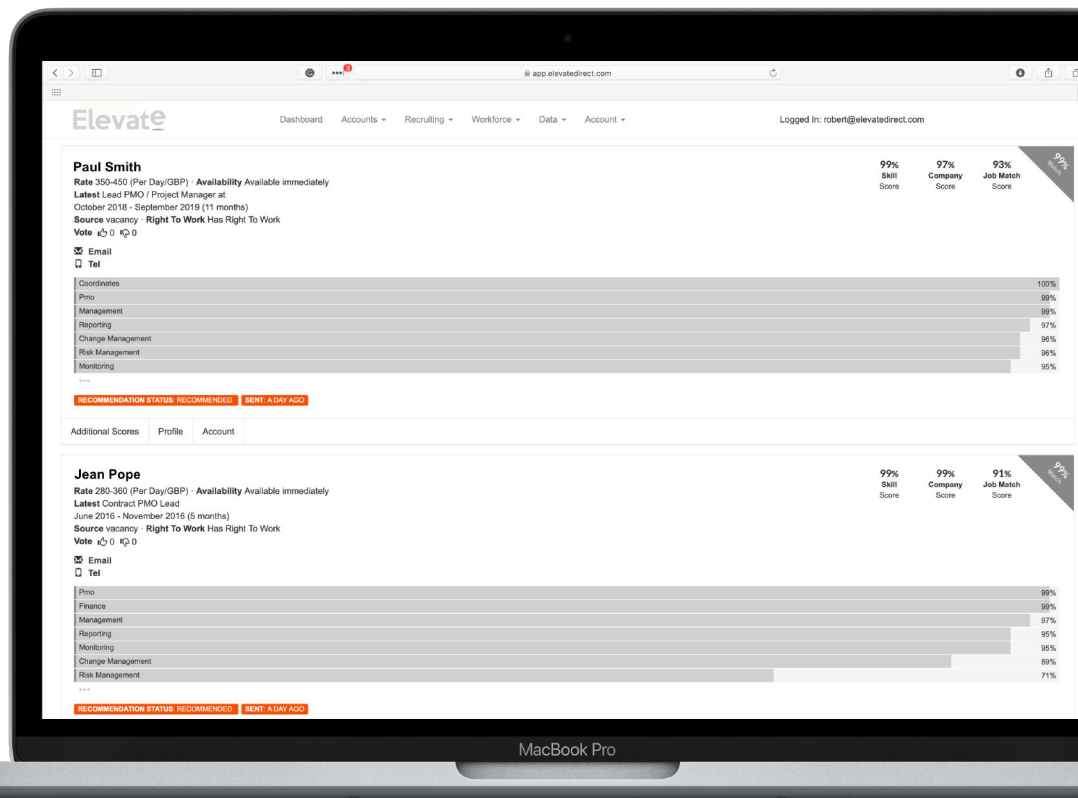 3
app.elevatedirect.com
Elevate
Dashboard Accounts Recruiting Workforce Data Account Logged In: robert@elevatedirect.com
Paul Smith
Rate 350-450 (Per Day/GBP) · Availability Available immediately
Latest Lead PMO / Project Manager at
October 2018 - September 2019 (11 months)
Source vacancy · Right To Work Has Right To Work
Vote 0 0
Email
Tel
99% 97% 93%
Skill Company Job Match
Score Score Score
99%
Match
Coordinates 100%
Pmo 99%
Management 99%
Reporting 97%
Change Management 96%
Risk Management 96%
Monitoring 95%
RECOMMENDATION STATUS: RECOMMENDED SENT: A DAY AGO
Additional Scores Profile Account
Jean Pope
Rate 280-360 (Per Day/GBP) · Availability Available immediately
Latest Contract PMO Lead
June 2016 - November 2016 (5 months)
Source vacancy · Right To Work Has Right To Work
Vote 0 0
Email
Tel
99% 99% 91%
Skill Company Job Match
Score Score Score
99%
Match
Pmo 99%
Finance 99%
Management 97%
Reporting 95%
Monitoring 95%
Change Management 89%
Risk Management 71%
RECOMMENDATION STATUS: RECOMMENDED SENT: A DAY AGO
MacBook Pro